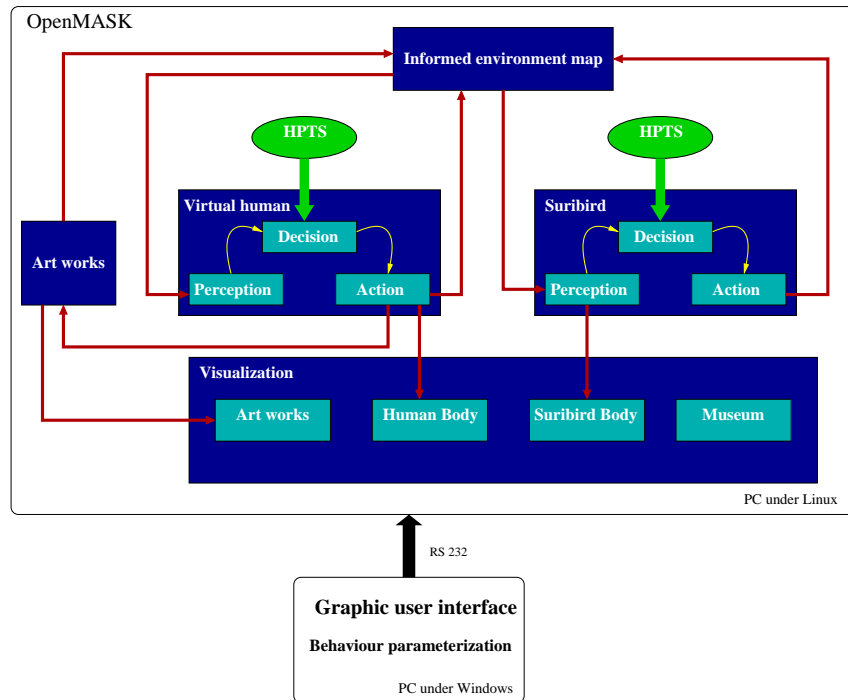 OpenMASK
Informed environment map
HPTS
HPTS
Virtual human
Decision
Perception
Action
Suribird
Decision
Perception
Action
Art works
Visualization
Art works
Human Body
Suribird Body
Museum
PC under Linux
RS 232
Graphic user interface
Behaviour parameterization
PC under Windows